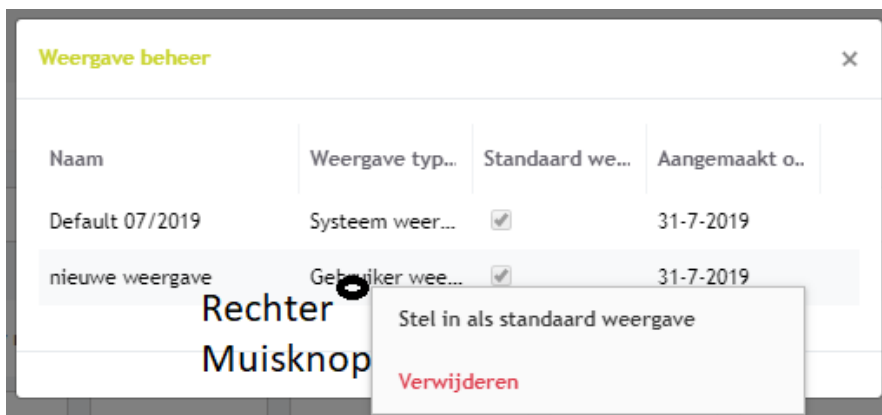 Weergave beheer ×
Naam Weergave typ... Standaard we... Aangemaakt o..
Default 07/2019 Systeem weer... 31-7-2019
nieuwe weergave Gebruiker wee... 31-7-2019
Rechter
Muisknop
Stel in als standaard weergave
Verwijderen